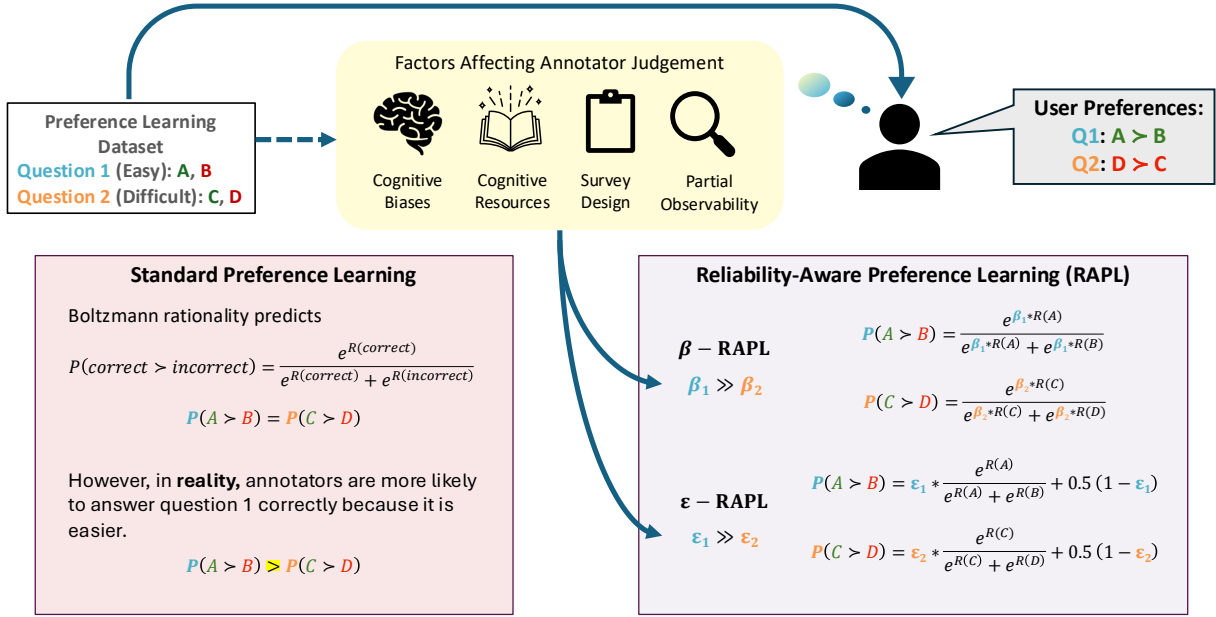 Factors Affecting Annotator Judgement
Preference Learning
Dataset
Question 1 (Easy): A, B
Question 2 (Difficult): C, D
Cognitive
Biases
Cognitive
Resources
Survey
Design
Partial
Observability
User Preferences:
Q1: A ≻ B
Q2: D ≻ C
Standard Preference Learning
Boltzmann rationality predicts
P(correct ≻ incorrect) = e^{R(correct)} / (e^{R(correct)} + e^{R(incorrect)})
P(A ≻ B) = P(C ≻ D)
However, in reality, annotators are more likely
to answer question 1 correctly because it is
easier.
P(A ≻ B) > P(C ≻ D)
Reliability-Aware Preference Learning (RAPL)
β − RAPL
β₁ ≫ β₂
P(A ≻ B) = e^{β₁*R(A)} / (e^{β₁*R(A)} + e^{β₁*R(B)})
P(C ≻ D) = e^{β₂*R(C)} / (e^{β₂*R(C)} + e^{β₂*R(D)})
ε − RAPL
ε₁ ≫ ε₂
P(A ≻ B) = ε₁ * e^{R(A)} / (e^{R(A)} + e^{R(B)}) + 0.5 (1 − ε₁)
P(C ≻ D) = ε₂ * e^{R(C)} / (e^{R(C)} + e^{R(D)}) + 0.5 (1 − ε₂)